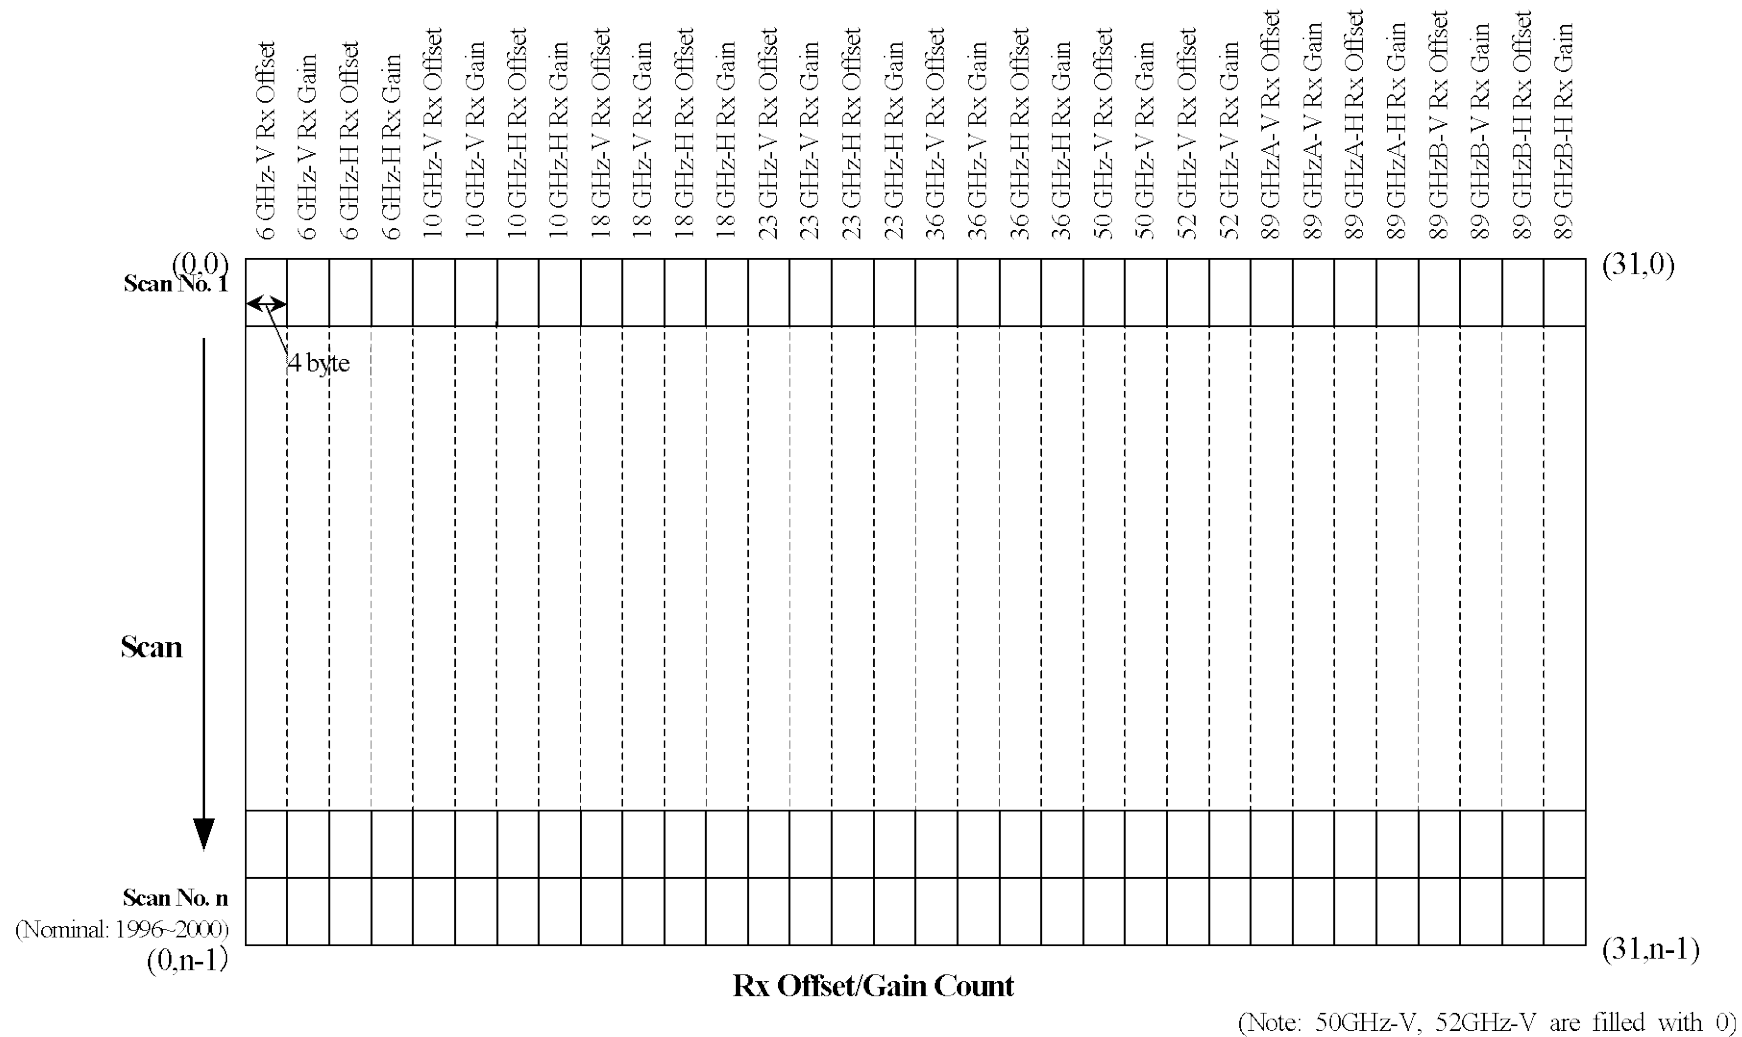 6 GHz-V Rx Offset
6 GHz-V Rx Gain
6 GHz-H Rx Offset
6 GHz-H Rx Gain
10 GHz-V Rx Offset
10 GHz-V Rx Gain
10 GHz-H Rx Offset
10 GHz-H Rx Gain
18 GHz-V Rx Offset
18 GHz-V Rx Gain
18 GHz-H Rx Offset
18 GHz-H Rx Gain
23 GHz-V Rx Offset
23 GHz-V Rx Gain
23 GHz-H Rx Offset
23 GHz-H Rx Gain
36 GHz-V Rx Offset
36 GHz-V Rx Gain
36 GHz-H Rx Offset
36 GHz-H Rx Gain
50 GHz-V Rx Offset
50 GHz-V Rx Gain
52 GHz-V Rx Offset
52 GHz-V Rx Gain
89 GHzA-V Rx Offset
89 GHzA-V Rx Gain
89 GHzA-H Rx Offset
89 GHzA-H Rx Gain
89 GHzB-V Rx Offset
89 GHzB-V Rx Gain
89 GHzB-H Rx Offset
89 GHzB-H Rx Gain
(0,0)
(31,0)
Scan No. 1
4 byte
Scan
Scan No. n
(Nominal: 1996~2000)
(0,n-1)
(31,n-1)
Rx Offset/Gain Count
(Note: 50GHz-V, 52GHz-V are filled with 0)